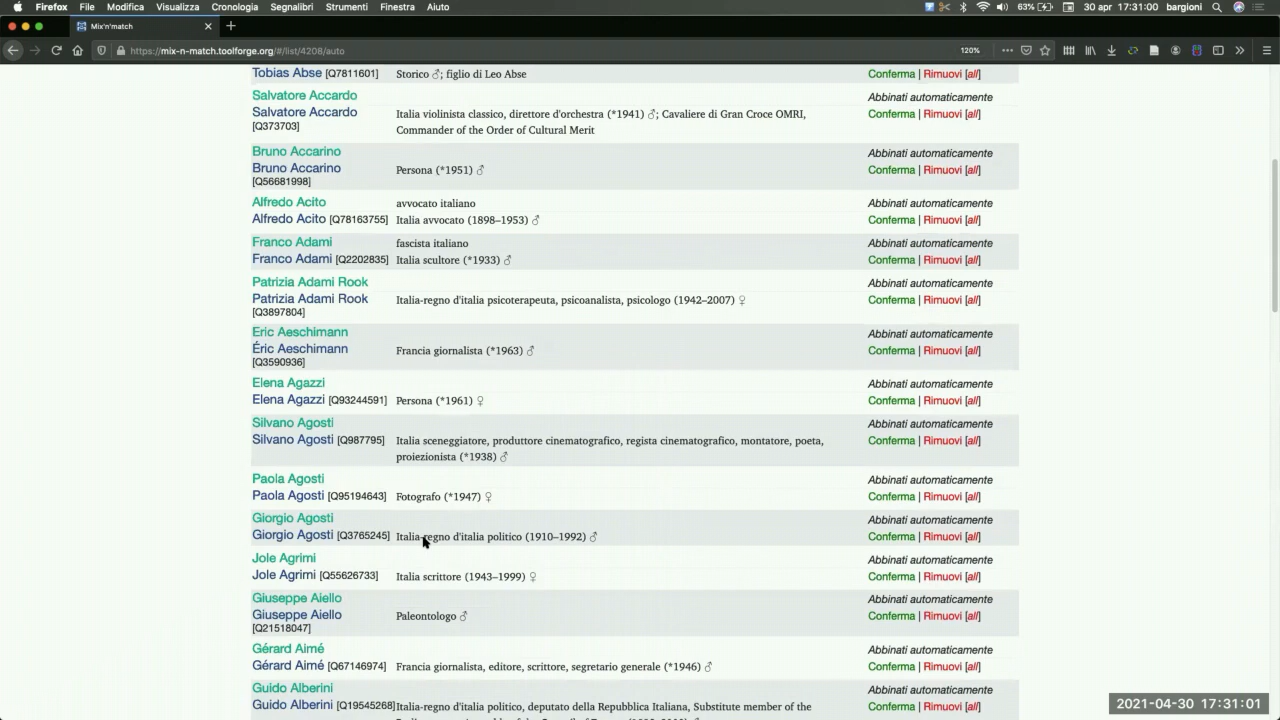 Firefox File Modifica Visualizza Cronologia Segnalibri Strumenti Finestra Aiuto 63% 30 apr 17:31:00 bargioni
Mix'n'match
https://mix-n-match.toolforge.org/#/list/4208/auto 120%
Tobias Abse [Q7811601] Storico ♂; figlio di Leo Abse Conferma | Rimuovi [all]
Salvatore Accardo Abbinati automaticamente
Salvatore Accardo Italia violinista classico, direttore d'orchestra (*1941) ♂; Cavaliere di Gran Croce OMRI, Conferma | Rimuovi [all]
[Q373703] Commander of the Order of Cultural Merit
Bruno Accarino Abbinati automaticamente
Bruno Accarino Persona (*1951) ♂ Conferma | Rimuovi [all]
[Q56681998]
Alfredo Acito avvocato italiano Abbinati automaticamente
Alfredo Acito [Q78163755] Italia avvocato (1898–1953) ♂ Conferma | Rimuovi [all]
Franco Adami fascista italiano Abbinati automaticamente
Franco Adami [Q2202835] Italia scultore (*1933) ♂ Conferma | Rimuovi [all]
Patrizia Adami Rook Abbinati automaticamente
Patrizia Adami Rook Italia-regno d'italia psicoterapeuta, psicoanalista, psicologo (1942–2007) ♀ Conferma | Rimuovi [all]
[Q3897804]
Eric Aeschimann Abbinati automaticamente
Éric Aeschimann Francia giornalista (*1963) ♂ Conferma | Rimuovi [all]
[Q3590936]
Elena Agazzi Abbinati automaticamente
Elena Agazzi [Q93244591] Persona (*1961) ♀ Conferma | Rimuovi [all]
Silvano Agosti Abbinati automaticamente
Silvano Agosti [Q987795] Italia sceneggiatore, produttore cinematografico, regista cinematografico, montatore, poeta, Conferma | Rimuovi [all]
proiezionista (*1938) ♂
Paola Agosti Abbinati automaticamente
Paola Agosti [Q95194643] Fotografo (*1947) ♀ Conferma | Rimuovi [all]
Giorgio Agosti Abbinati automaticamente
Giorgio Agosti [Q3765245] Italia-regno d'italia politico (1910–1992) ♂ Conferma | Rimuovi [all]
Jole Agrimi Abbinati automaticamente
Jole Agrimi [Q55626733] Italia scrittore (1943–1999) ♀ Conferma | Rimuovi [all]
Giuseppe Aiello Abbinati automaticamente
Giuseppe Aiello Paleontologo ♂ Conferma | Rimuovi [all]
[Q21518047]
Gérard Aimé Abbinati automaticamente
Gérard Aimé [Q67146974] Francia giornalista, editore, scrittore, segretario generale (*1946) ♂ Conferma | Rimuovi [all]
Guido Alberini Abbinati automaticamente
Guido Alberini [Q19545268] Italia-regno d'italia politico, deputato della Repubblica Italiana, Substitute member of the Conferma | Rimuovi [all]
2021-04-30 17:31:01